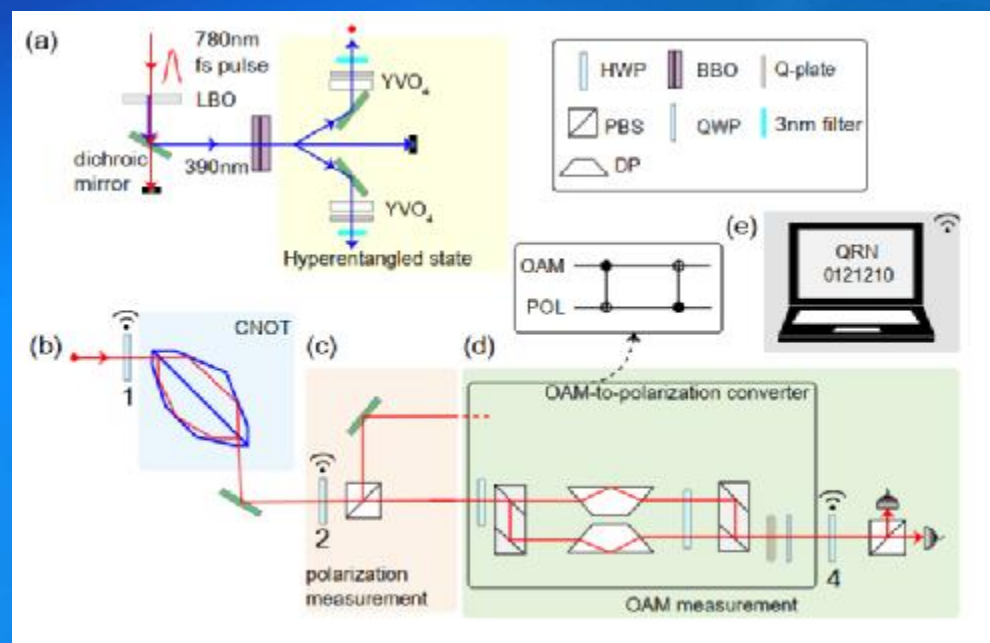 (a)
780nm
fs pulse
LBO
dichroic
mirror
390nm
YVO4
YVO4
Hyperentangled state
HWP
BBO
Q-plate
PBS
QWP
3nm filter
DP
(e)
QRN
0121210
OAM
POL
(b)
1
CNOT
(c)
2
polarization
measurement
(d)
OAM-to-polarization converter
4
OAM measurement